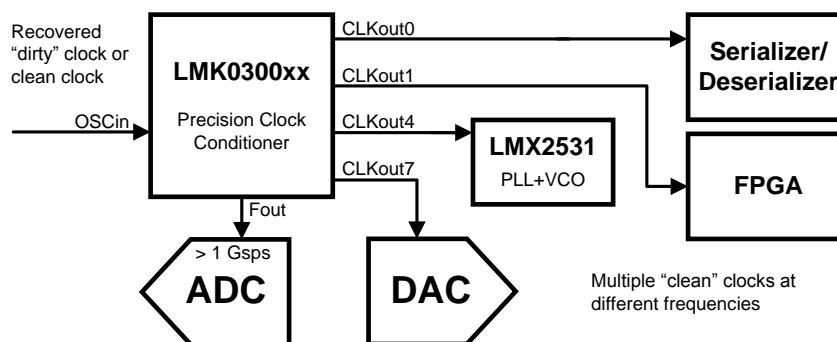 Recovered
“dirty” clock or
clean clock
OSCin
LMK0300xx
Precision Clock
Conditioner
CLKout0
CLKout1
CLKout4
CLKout7
Fout
Serializer/
Deserializer
LMX2531
PLL+VCO
FPGA
> 1 Gsps
ADC
DAC
Multiple “clean” clocks at
different frequencies